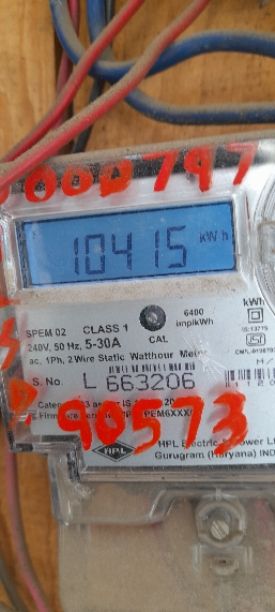 000797
10415 kWh
6400
imp/kWh
kWh
SPEM 02 CLASS 1
CAL
240V, 50 Hz, 5-30A
ac. 1Ph, 2 Wire Static Watthour Meter
S. No. L 663206
90573
HPL
HPL Electric
Gurugram (Haryana) IND